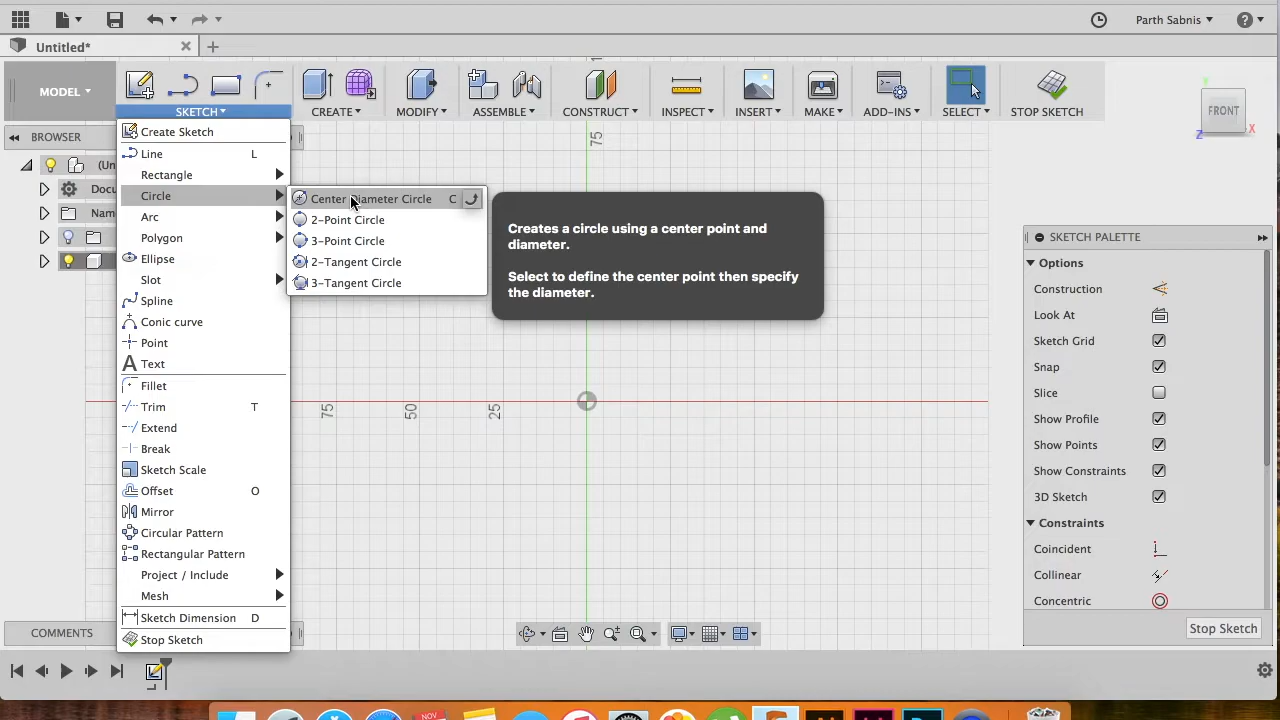 Parth Sabnis
Untitled*
MODEL
SKETCH
CREATE
MODIFY
ASSEMBLE
CONSTRUCT
INSPECT
INSERT
MAKE
ADD-INS
SELECT
STOP SKETCH
FRONT
Y
X
Z
BROWSER
(Un
Docu
Nam
Create Sketch
Line L
Rectangle
Circle
Arc
Polygon
Ellipse
Slot
Spline
Conic curve
Point
Text
Fillet
Trim T
Extend
Break
Sketch Scale
Offset O
Mirror
Circular Pattern
Rectangular Pattern
Project / Include
Mesh
Sketch Dimension D
Stop Sketch
Center Diameter Circle C
2-Point Circle
3-Point Circle
2-Tangent Circle
3-Tangent Circle
Creates a circle using a center point and
diameter.
Select to define the center point then specify
the diameter.
75
75
50
25
SKETCH PALETTE
Options
Construction
Look At
Sketch Grid
Snap
Slice
Show Profile
Show Points
Show Constraints
3D Sketch
Constraints
Coincident
Collinear
Concentric
Stop Sketch
COMMENTS
NOV